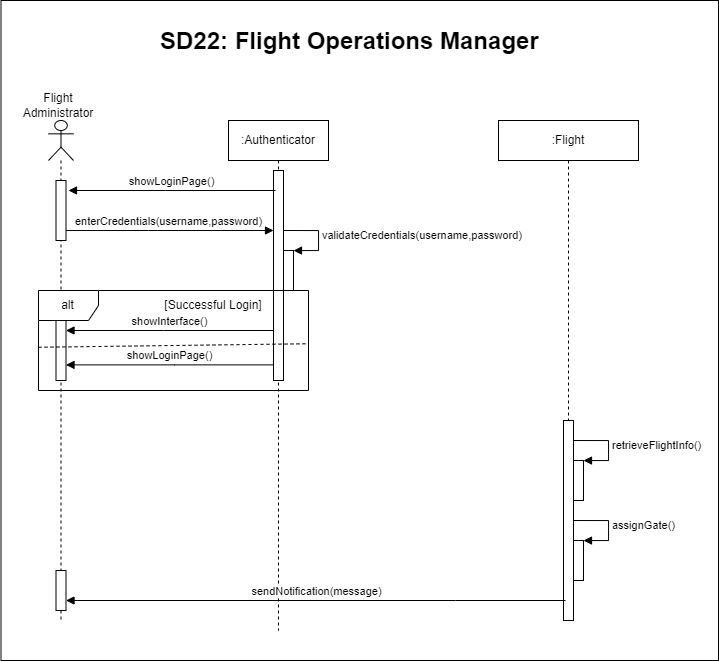 SD22: Flight Operations Manager
Flight
Administrator
:Authenticator
:Flight
showLoginPage()
enterCredentials(username,password)
validateCredentials(username,password)
alt
[Successful Login]
showInterface()
showLoginPage()
retrieveFlightInfo()
assignGate()
sendNotification(message)